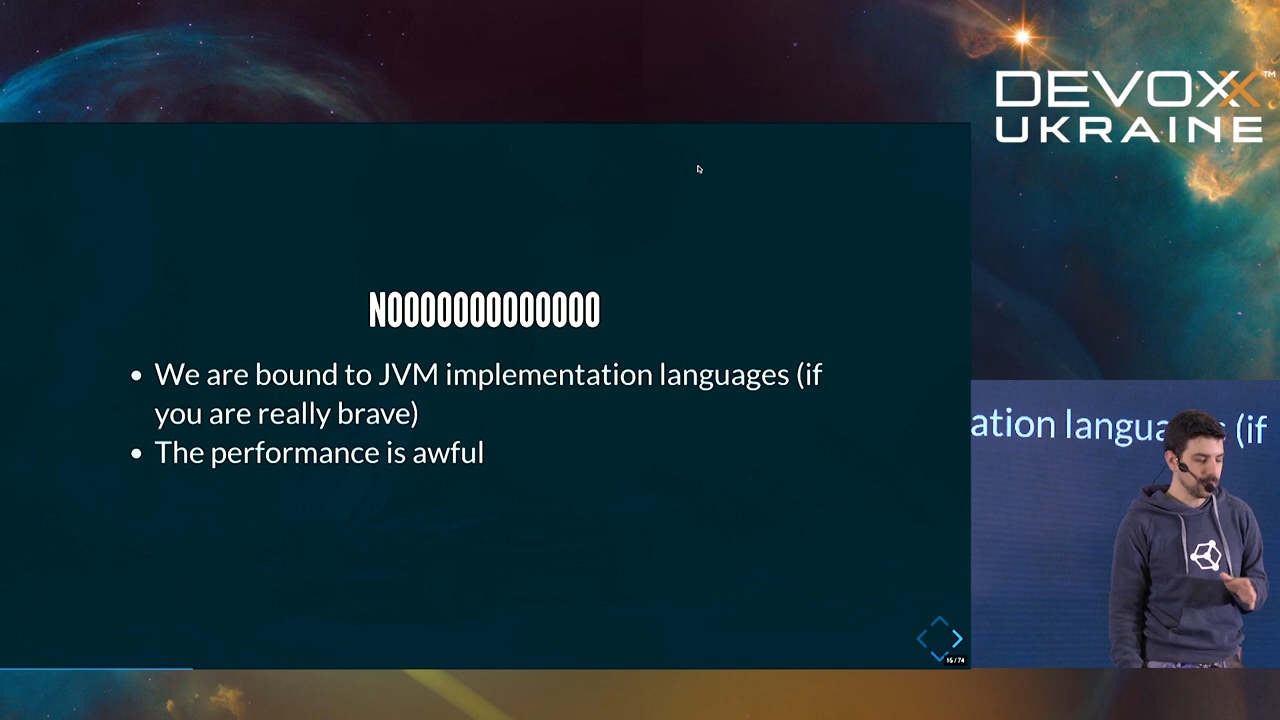 DEVOXX™
UKRAINE
NOOOOOOOOOOOOO
• We are bound to JVM implementation languages (if
you are really brave)
• The performance is awful
ation langua (if